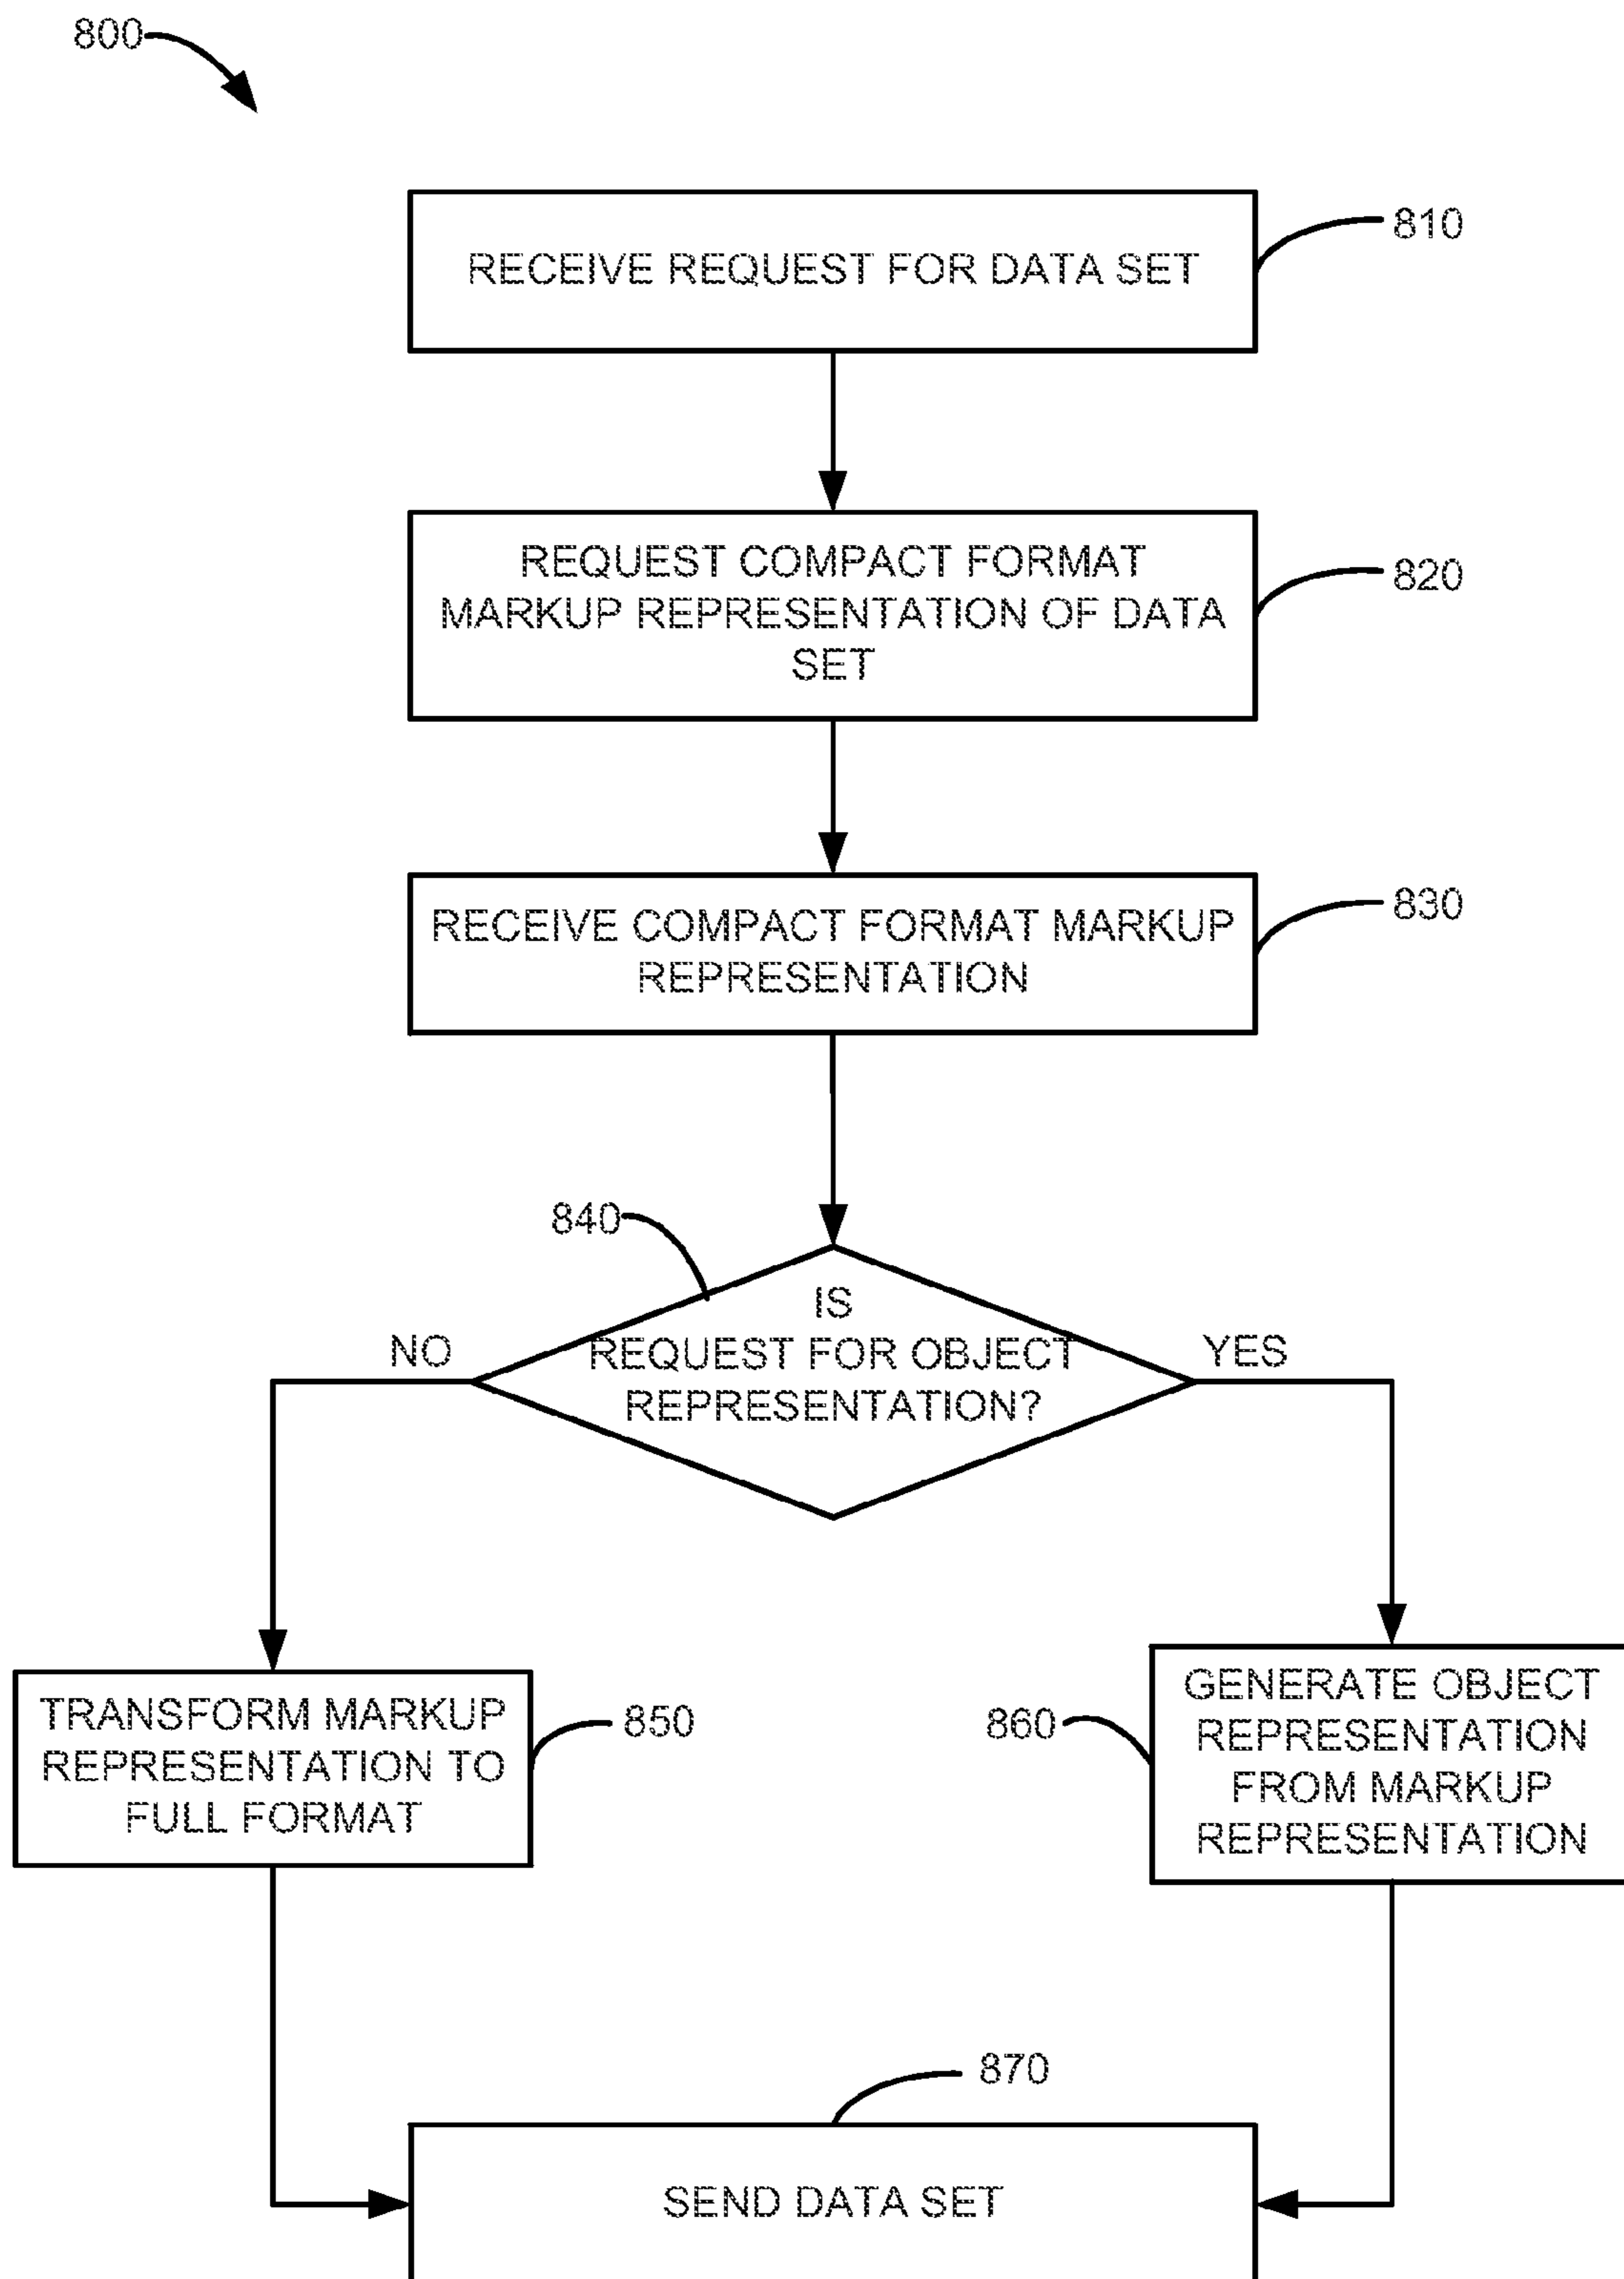 800
RECEIVE REQUEST FOR DATA SET
810
REQUEST COMPACT FORMAT
MARKUP REPRESENTATION OF DATA
SET
820
RECEIVE COMPACT FORMAT MARKUP
REPRESENTATION
830
840
IS
REQUEST FOR OBJECT
REPRESENTATION?
NO
YES
TRANSFORM MARKUP
REPRESENTATION TO
FULL FORMAT
850
860
GENERATE OBJECT
REPRESENTATION
FROM MARKUP
REPRESENTATION
870
SEND DATA SET